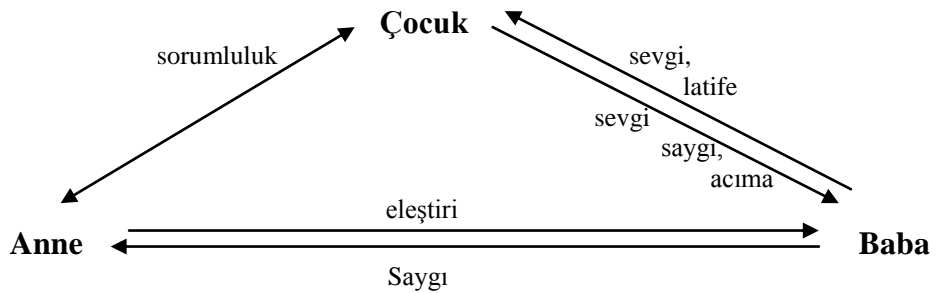 Çocuk
sorumluluk
sevgi,
latife
sevgi
saygı,
acıma
eleştiri
Anne
Baba
Saygı